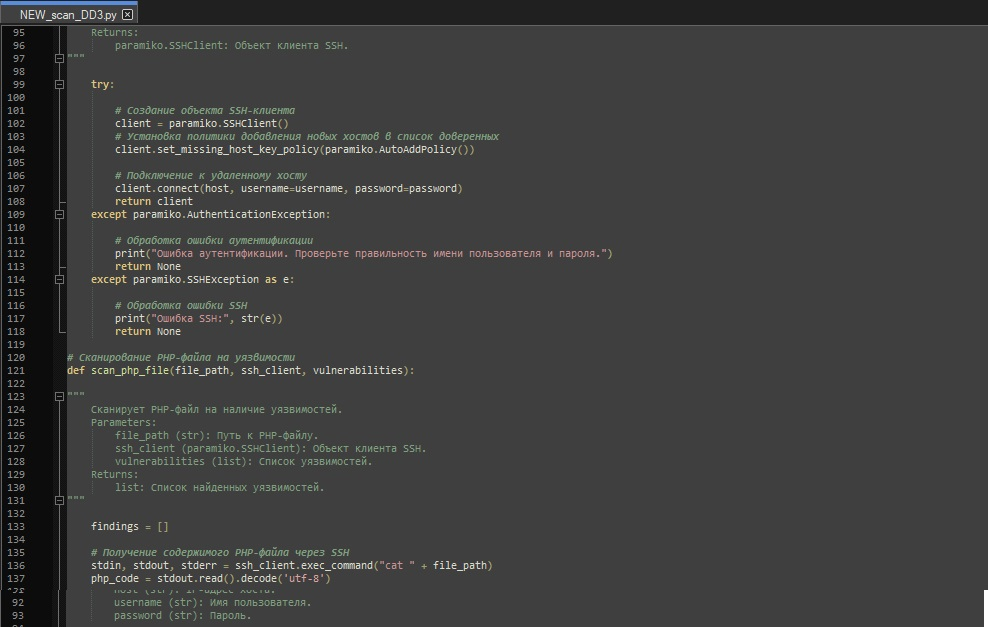 NEW_scan_DD3.py
95 Returns:
96 paramiko.SSHClient: Объект клиента SSH.
97 """
98
99 try:
100
101 # Создание объекта SSH-клиента
102 client = paramiko.SSHClient()
103 # Установка политики добавления новых хостов в список доверенных
104 client.set_missing_host_key_policy(paramiko.AutoAddPolicy())
105
106 # Подключение к удаленному хосту
107 client.connect(host, username=username, password=password)
108 return client
109 except paramiko.AuthenticationException:
110
111 # Обработка ошибки аутентификации
112 print("Ошибка аутентификации. Проверьте правильность имени пользователя и пароля.")
113 return None
114 except paramiko.SSHException as e:
115
116 # Обработка ошибки SSH
117 print("Ошибка SSH:", str(e))
118 return None
119
120 # Сканирование PHP-файла на уязвимости
121 def scan_php_file(file_path, ssh_client, vulnerabilities):
122
123 """
124 Сканирует PHP-файл на наличие уязвимостей.
125 Parameters:
126 file_path (str): Путь к PHP-файлу.
127 ssh_client (paramiko.SSHClient): Объект клиента SSH.
128 vulnerabilities (list): Список уязвимостей.
129 Returns:
130 list: Список найденных уязвимостей.
131 """
132
133 findings = []
134
135 # Получение содержимого PHP-файла через SSH
136 stdin, stdout, stderr = ssh_client.exec_command("cat " + file_path)
137 php_code = stdout.read().decode('utf-8')
92 username (str): Имя пользователя.
93 password (str): Пароль.